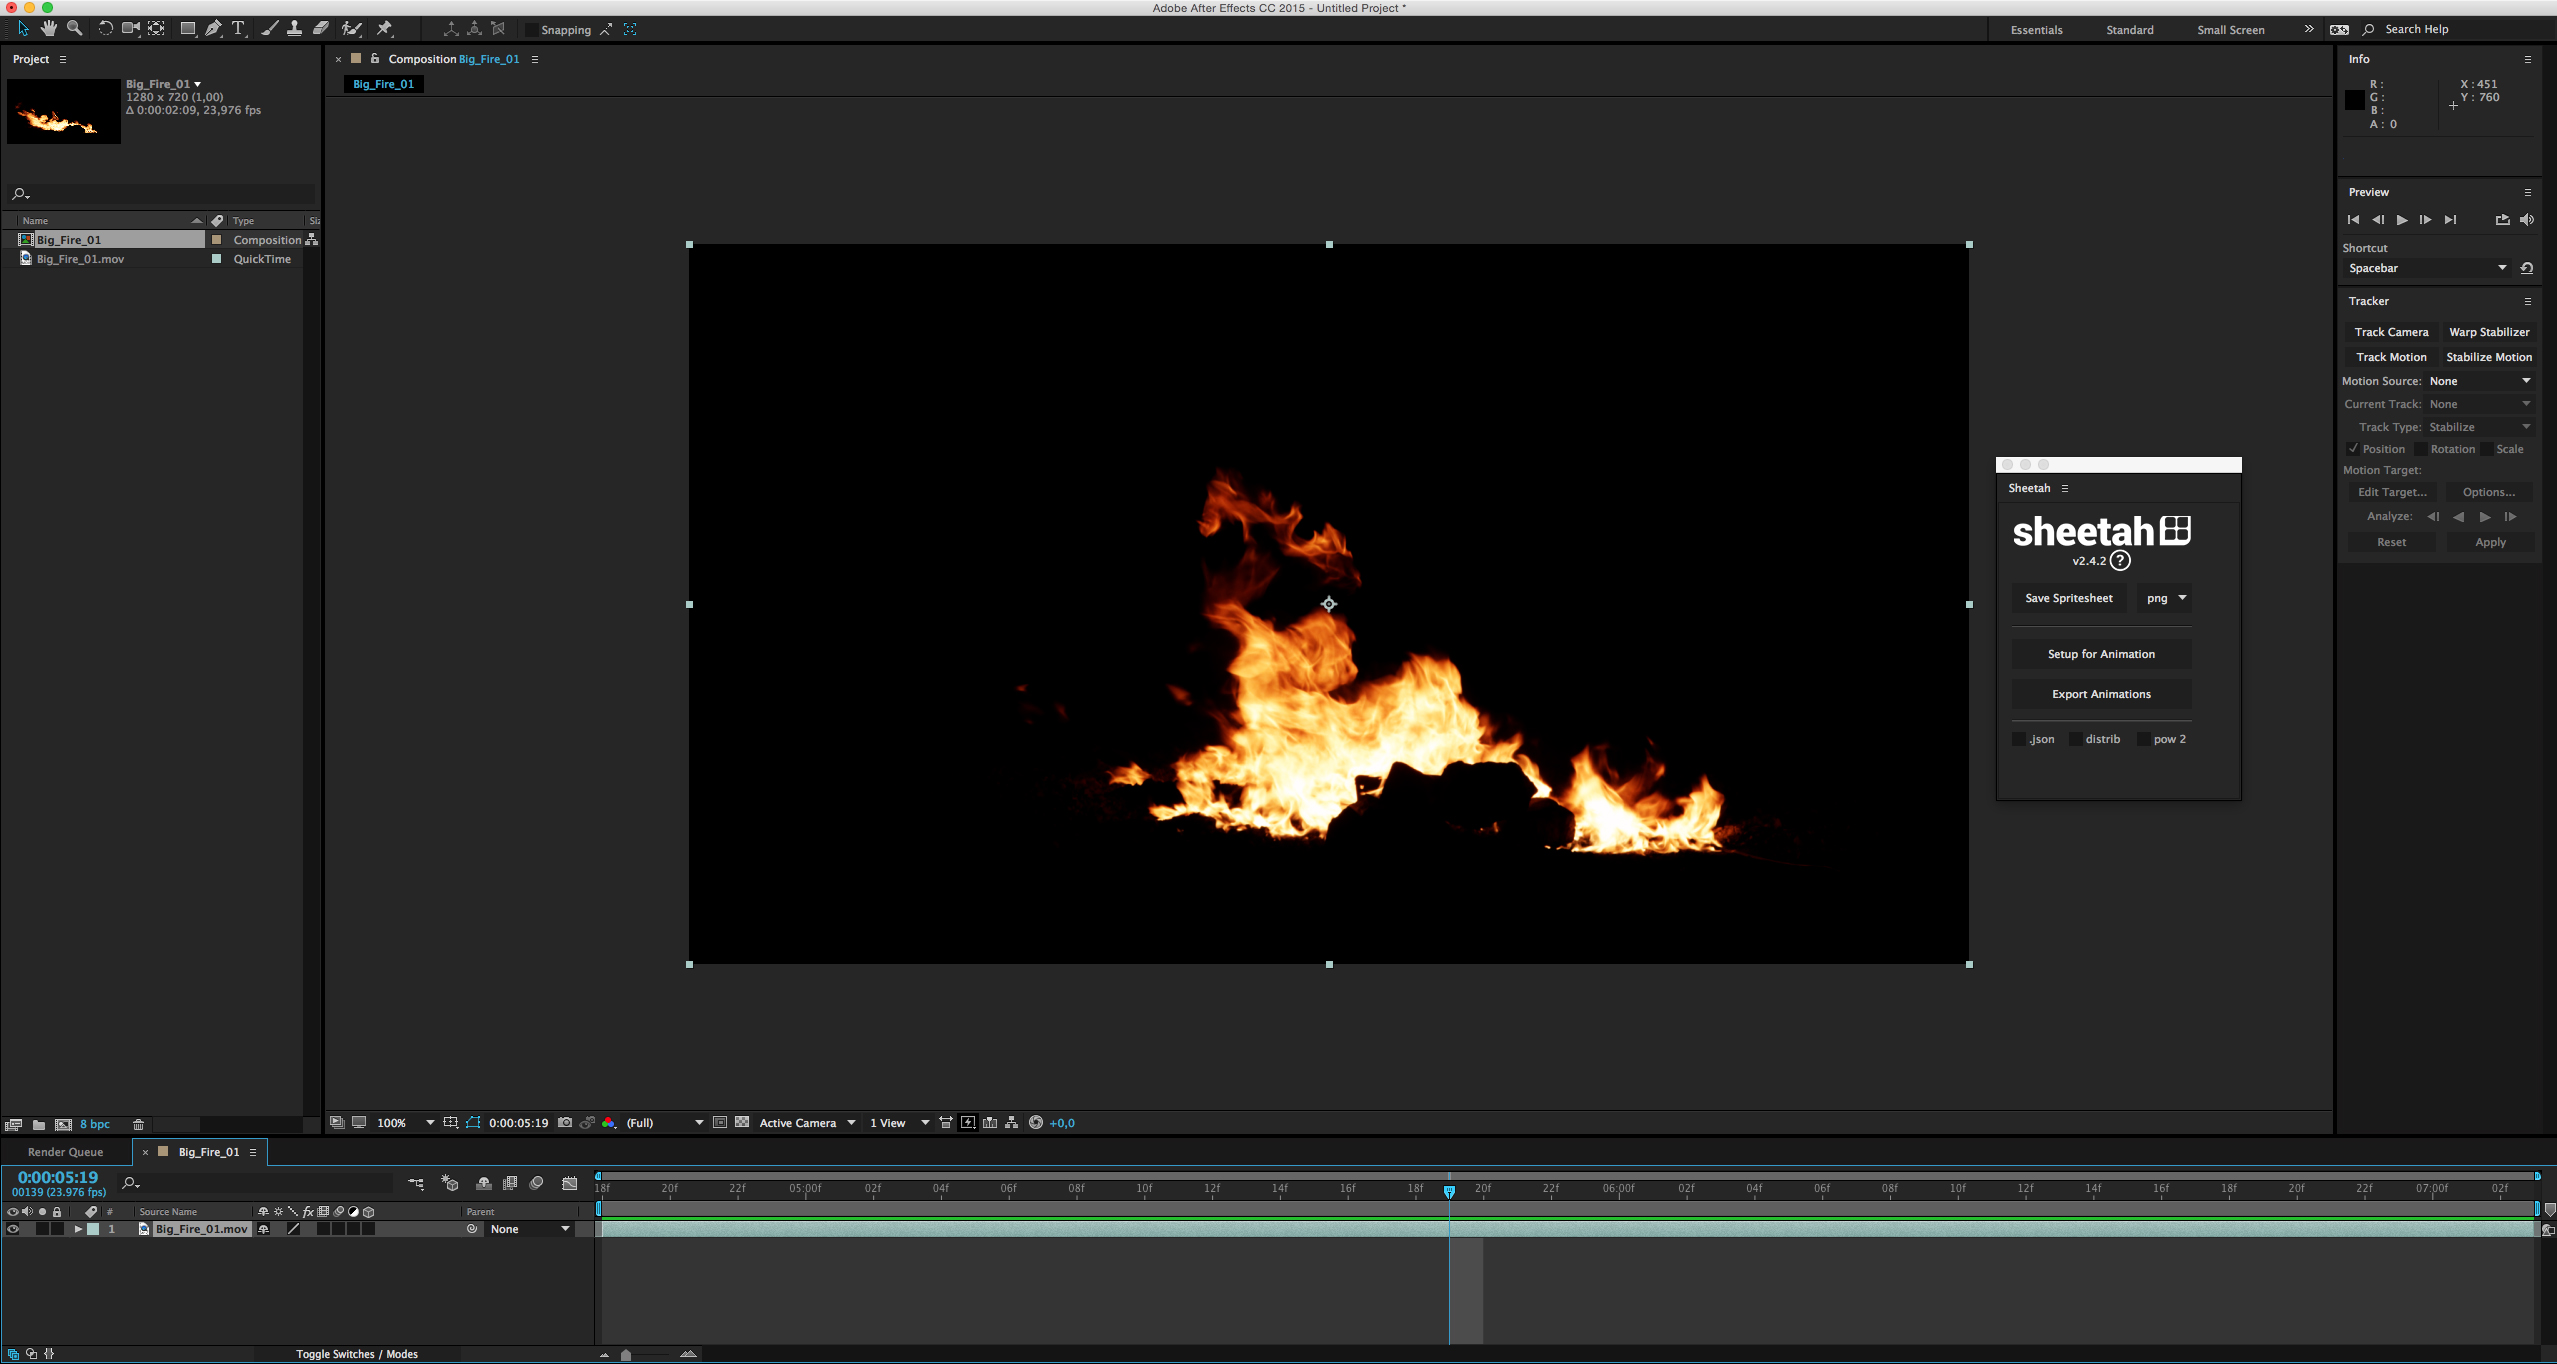 Adobe After Effects CC 2015 - Untitled Project *
Snapping
Essentials
Standard
Small Screen
Search Help
Project
Big_Fire_01
1280 x 720 (1,00)
Δ 0:00:02:09, 23,976 fps
Name
Type
Big_Fire_01
Composition
Big_Fire_01.mov
QuickTime
8 bpc
Composition Big_Fire_01
Big_Fire_01
100%
0:00:05:19
(Full)
Active Camera
1 View
+0,0
Info
R :
G :
B :
A : 0
X : 451
Y : 760
Preview
Shortcut
Spacebar
Tracker
Track Camera
Warp Stabilizer
Track Motion
Stabilize Motion
Motion Source: None
Current Track: None
Track Type: Stabilize
Position
Rotation
Scale
Motion Target:
Edit Target...
Options...
Analyze:
Reset
Apply
Sheetah
sheetah
v2.4.2 ?
Save Spritesheet
png
Setup for Animation
Export Animations
.json
distrib
pow 2
Render Queue
Big_Fire_01
0:00:05:19
00139 (23.976 fps)
18f 20f 22f 05:00f 02f 04f 06f 08f 10f 12f 14f 16f 18f 20f 22f 06:00f 02f 04f 06f 08f 10f 12f 14f 16f 18f 20f 22f 07:00f 02f
# Source Name
fx
Parent
1 Big_Fire_01.mov
None
Toggle Switches / Modes